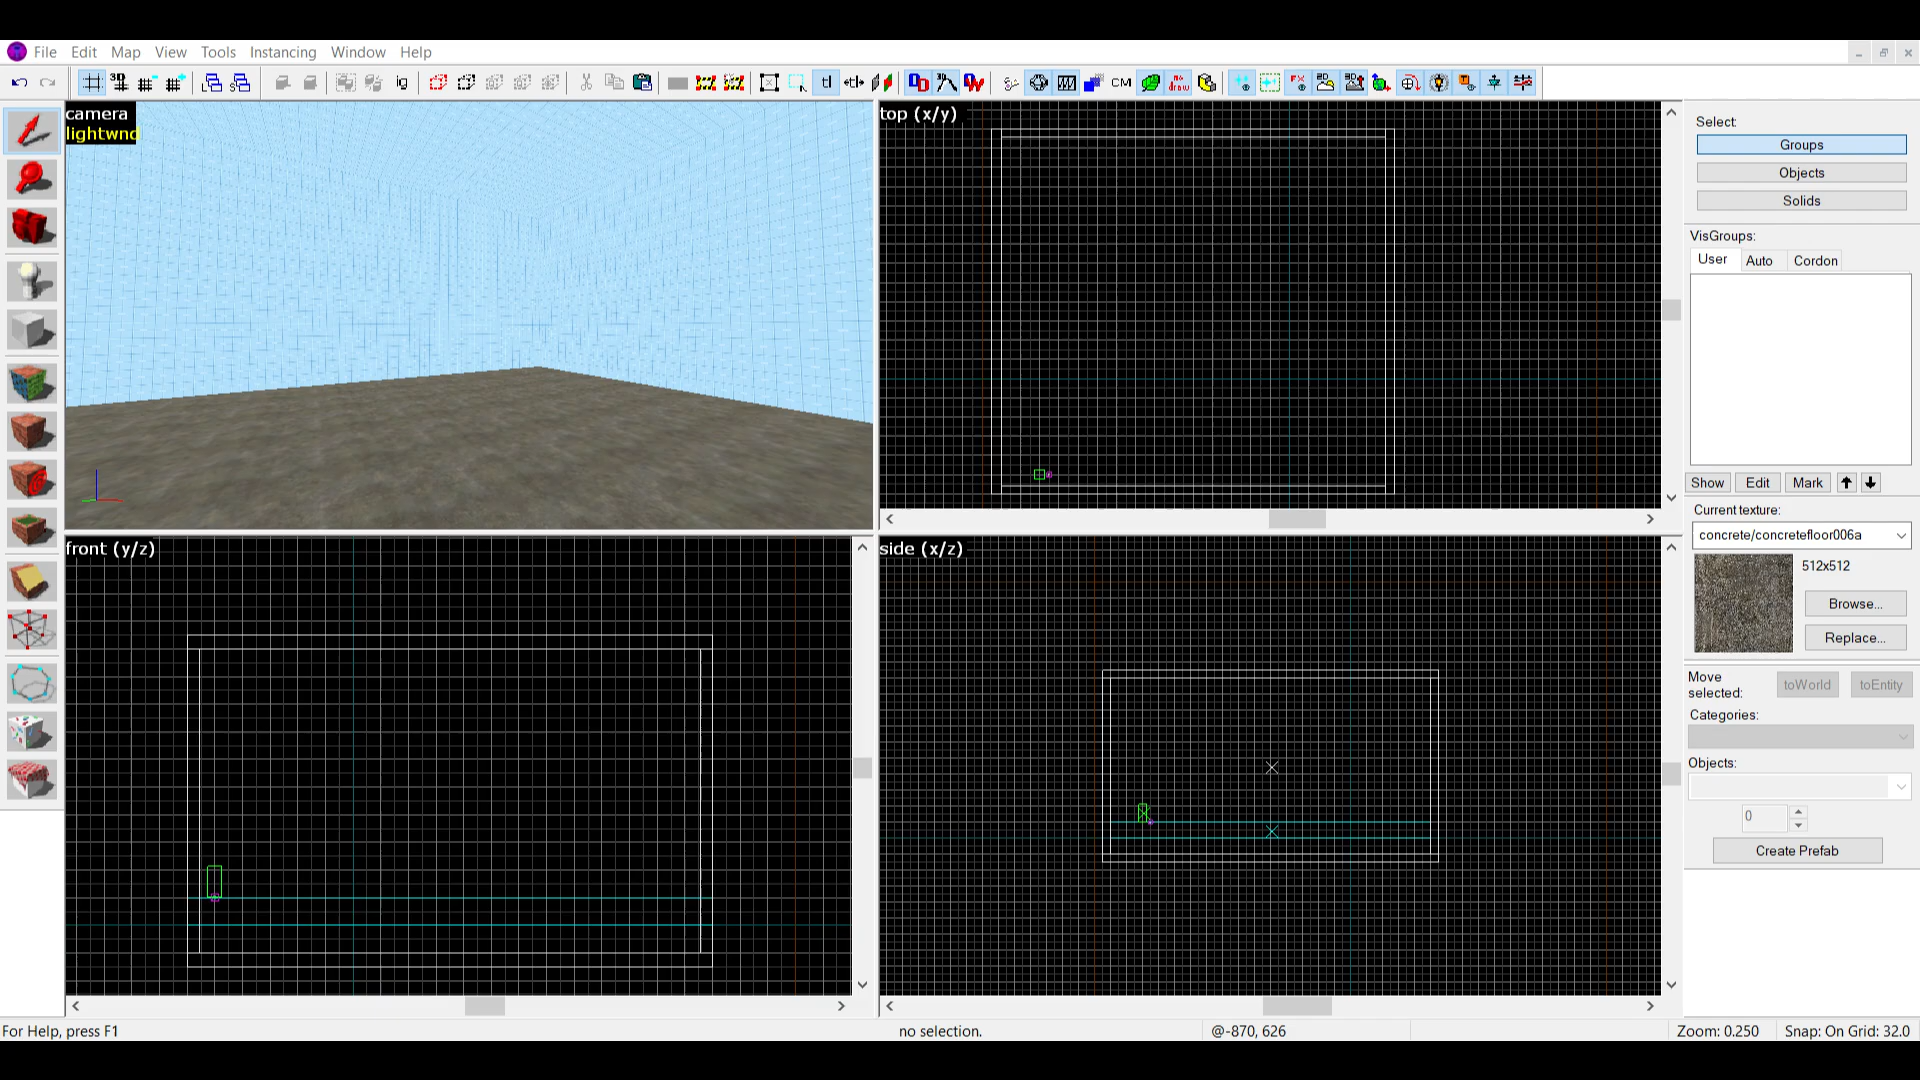 File Edit Map View Tools Instancing Window Help
camera
lightwnd
top (x/y)
front (y/z)
side (x/z)
Select:
Groups
Objects
Solids
VisGroups:
User Auto Cordon
Show Edit Mark
Current texture:
concrete/concretefloor006a
512x512
Browse...
Replace...
Move
selected:
toWorld toEntity
Categories:
Objects:
0
Create Prefab
For Help, press F1 no selection. @-870, 626 Zoom: 0.250 Snap: On Grid: 32.0